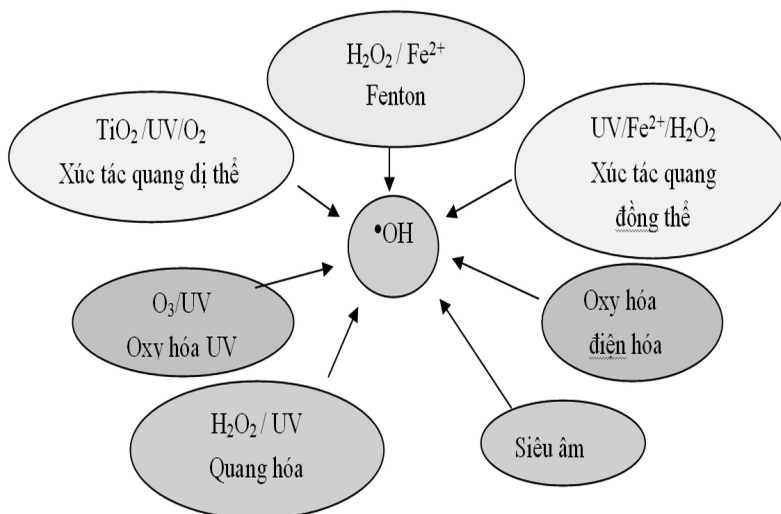 H₂O₂ / Fe²⁺
Fenton
TiO₂ /UV/O₂
Xúc tác quang dị thể
UV/Fe²⁺/H₂O₂
Xúc tác quang
đồng thể
•OH
O₃/UV
Oxy hóa UV
Oxy hóa
điện hóa
H₂O₂ / UV
Quang hóa
Siêu âm